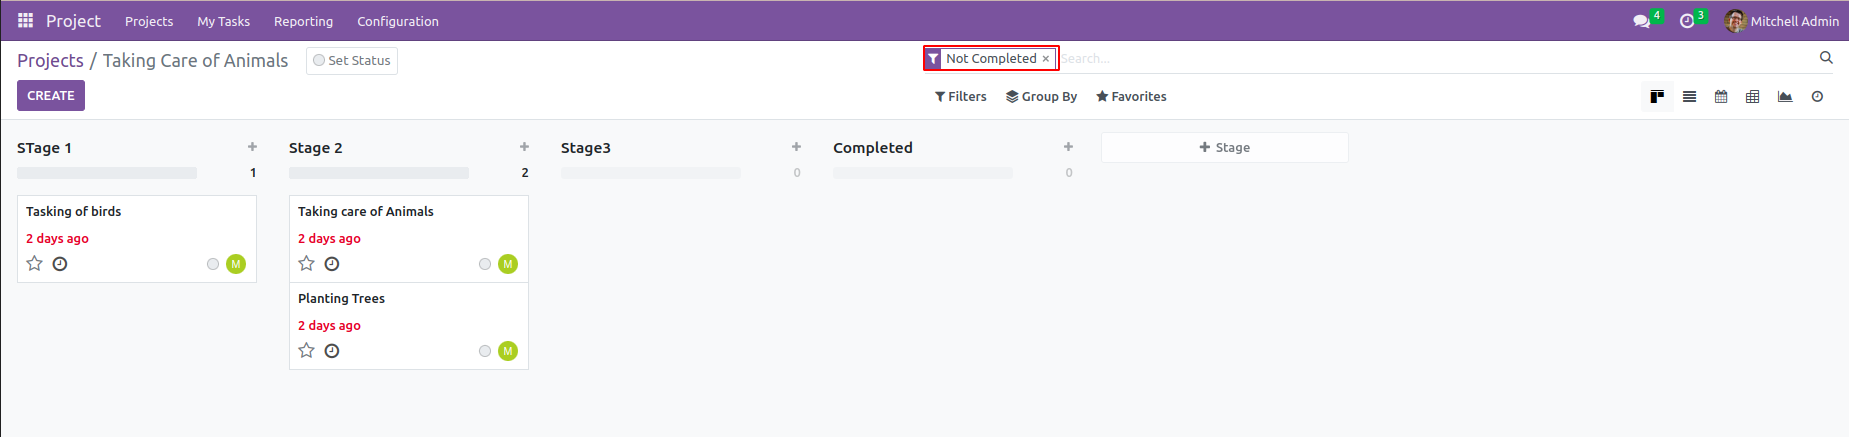 Project Projects My Tasks Reporting Configuration 4 3 Mitchell Admin
Projects / Taking Care of Animals Set Status Not Completed × Search...
CREATE Filters Group By Favorites
STage 1 + Stage 2 + Stage3 + Completed + + Stage
1 2 0 0
Tasking of birds Taking care of Animals
2 days ago 2 days ago
M M
Planting Trees
2 days ago
M